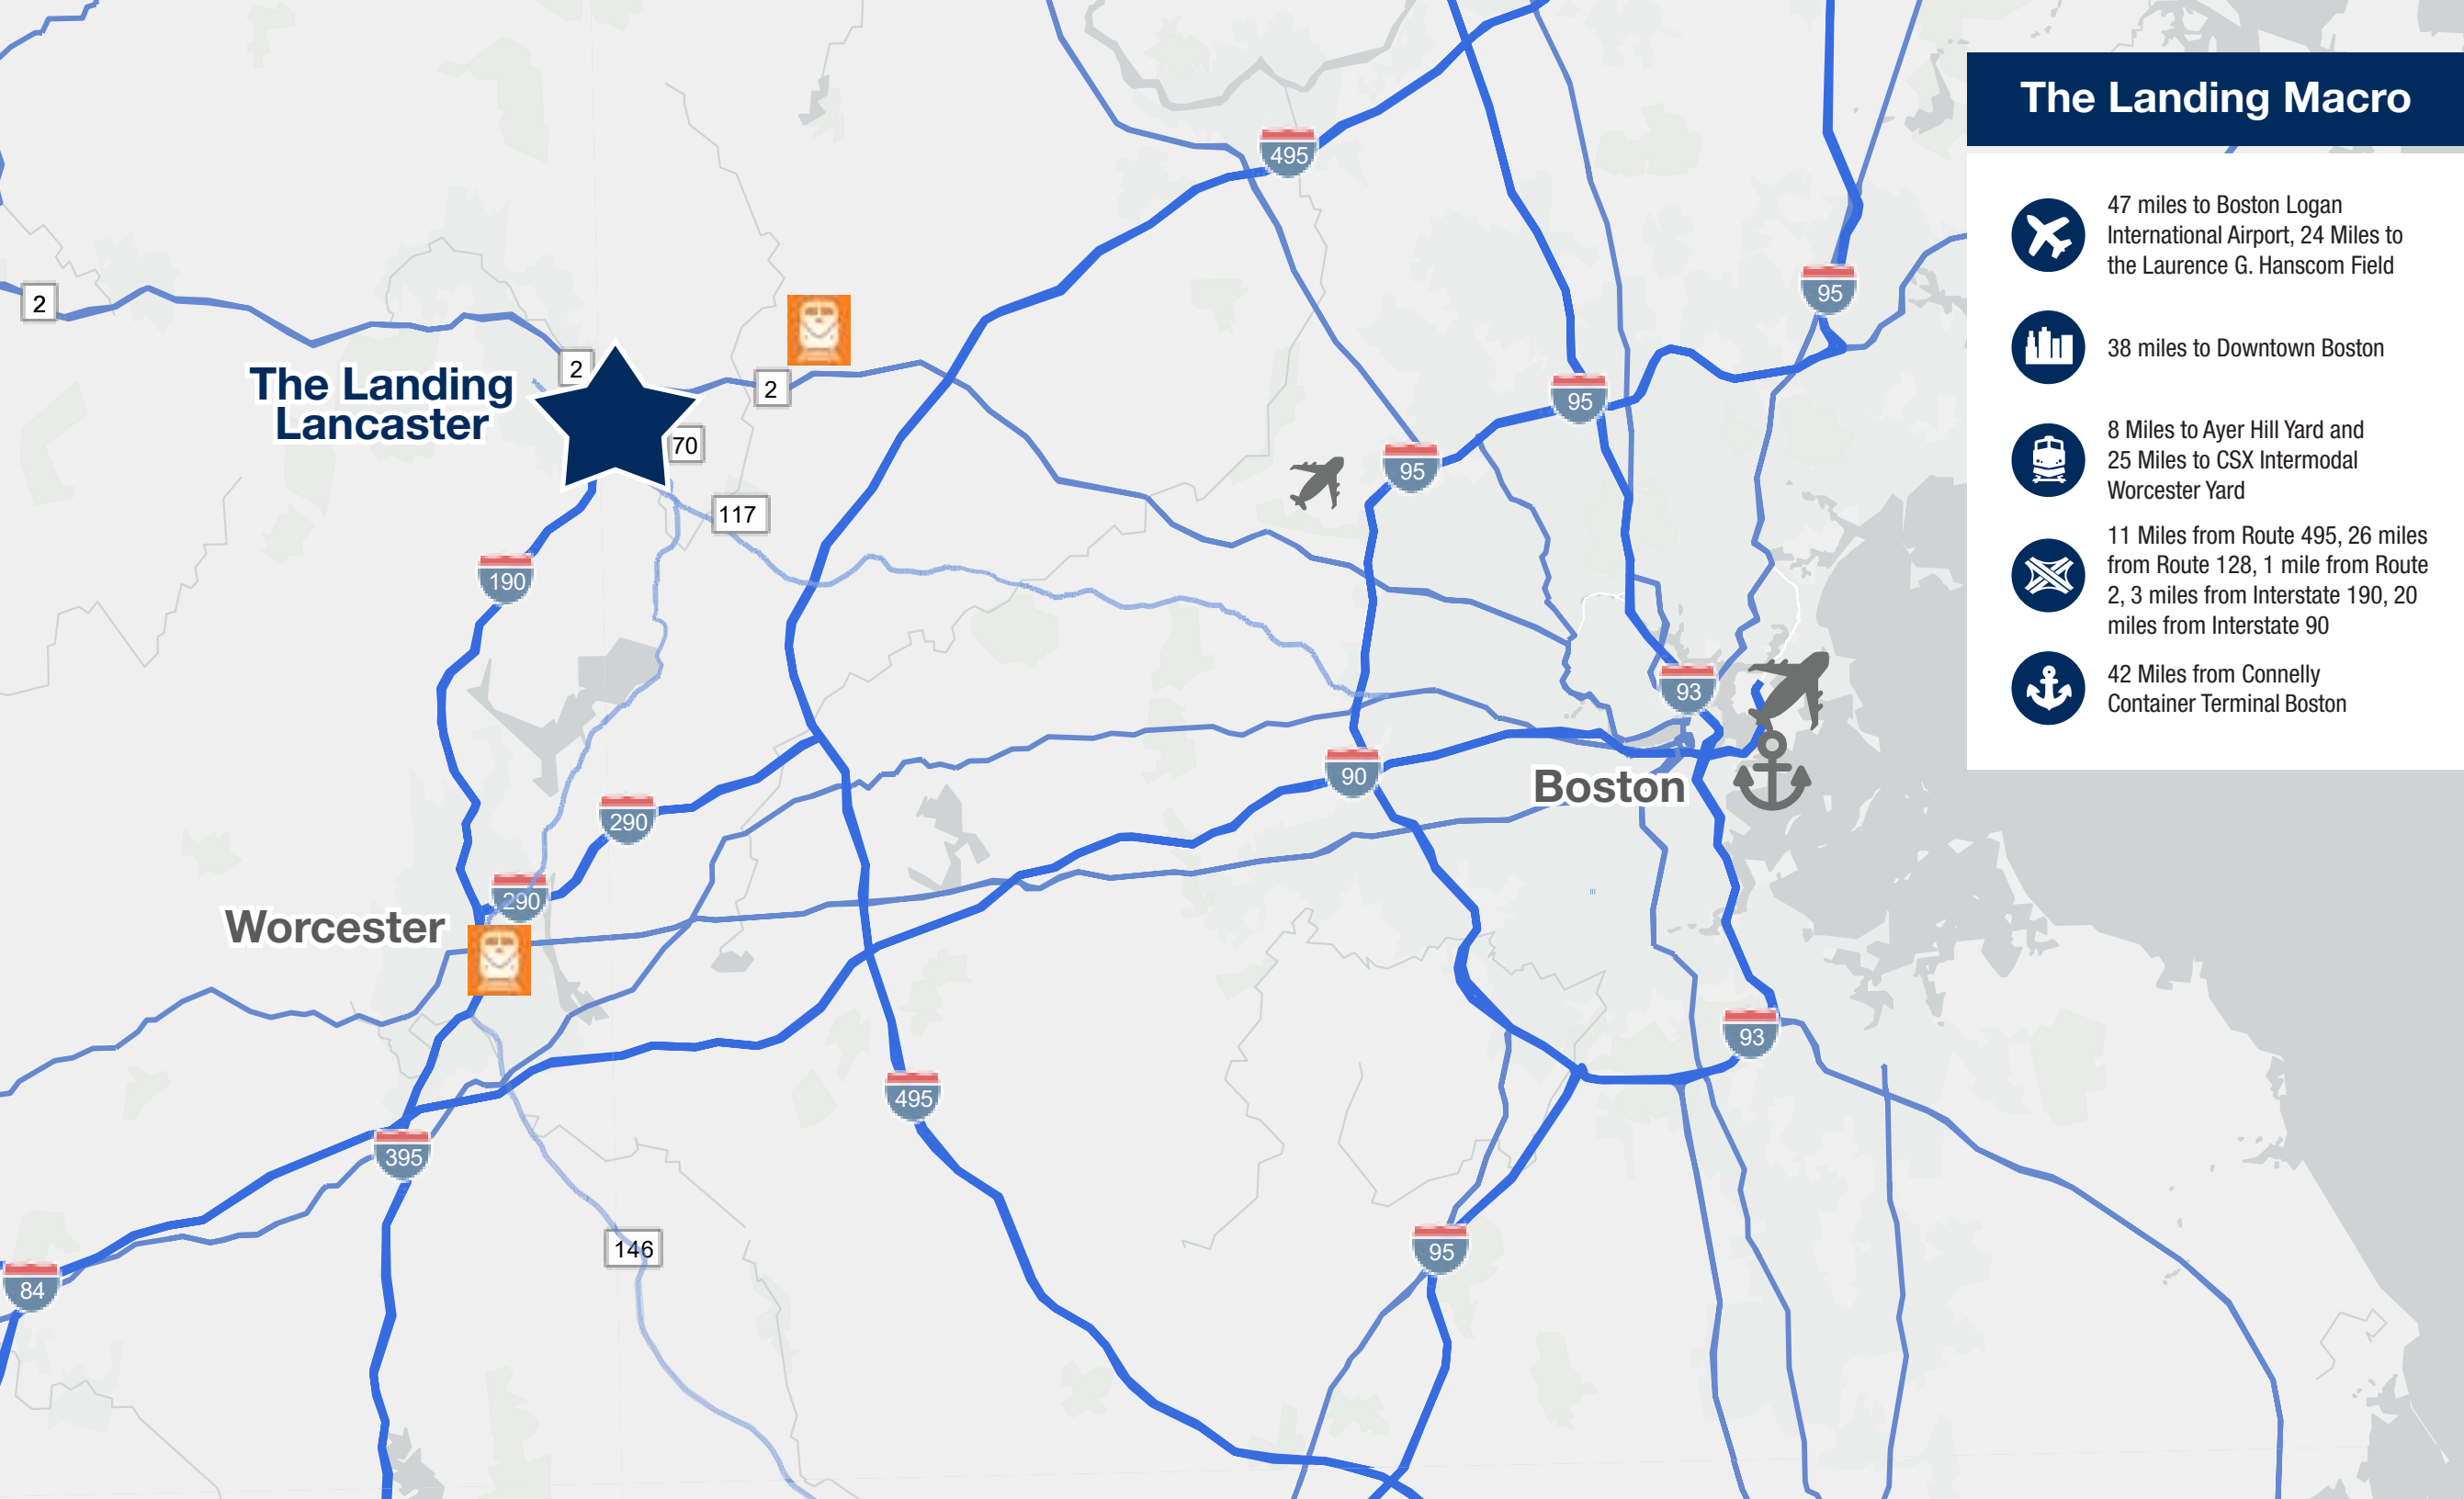 The Landing Macro
47 miles to Boston Logan
International Airport, 24 Miles to
the Laurence G. Hanscom Field
38 miles to Downtown Boston
8 Miles to Ayer Hill Yard and
25 Miles to CSX Intermodal
Worcester Yard
11 Miles from Route 495, 26 miles
from Route 128, 1 mile from Route
2, 3 miles from Interstate 190, 20
miles from Interstate 90
42 Miles from Connelly
Container Terminal Boston
495
95
2
2
2
The Landing
Lancaster
70
95
95
117
190
93
90
Boston
290
290
Worcester
93
495
395
146
95
84